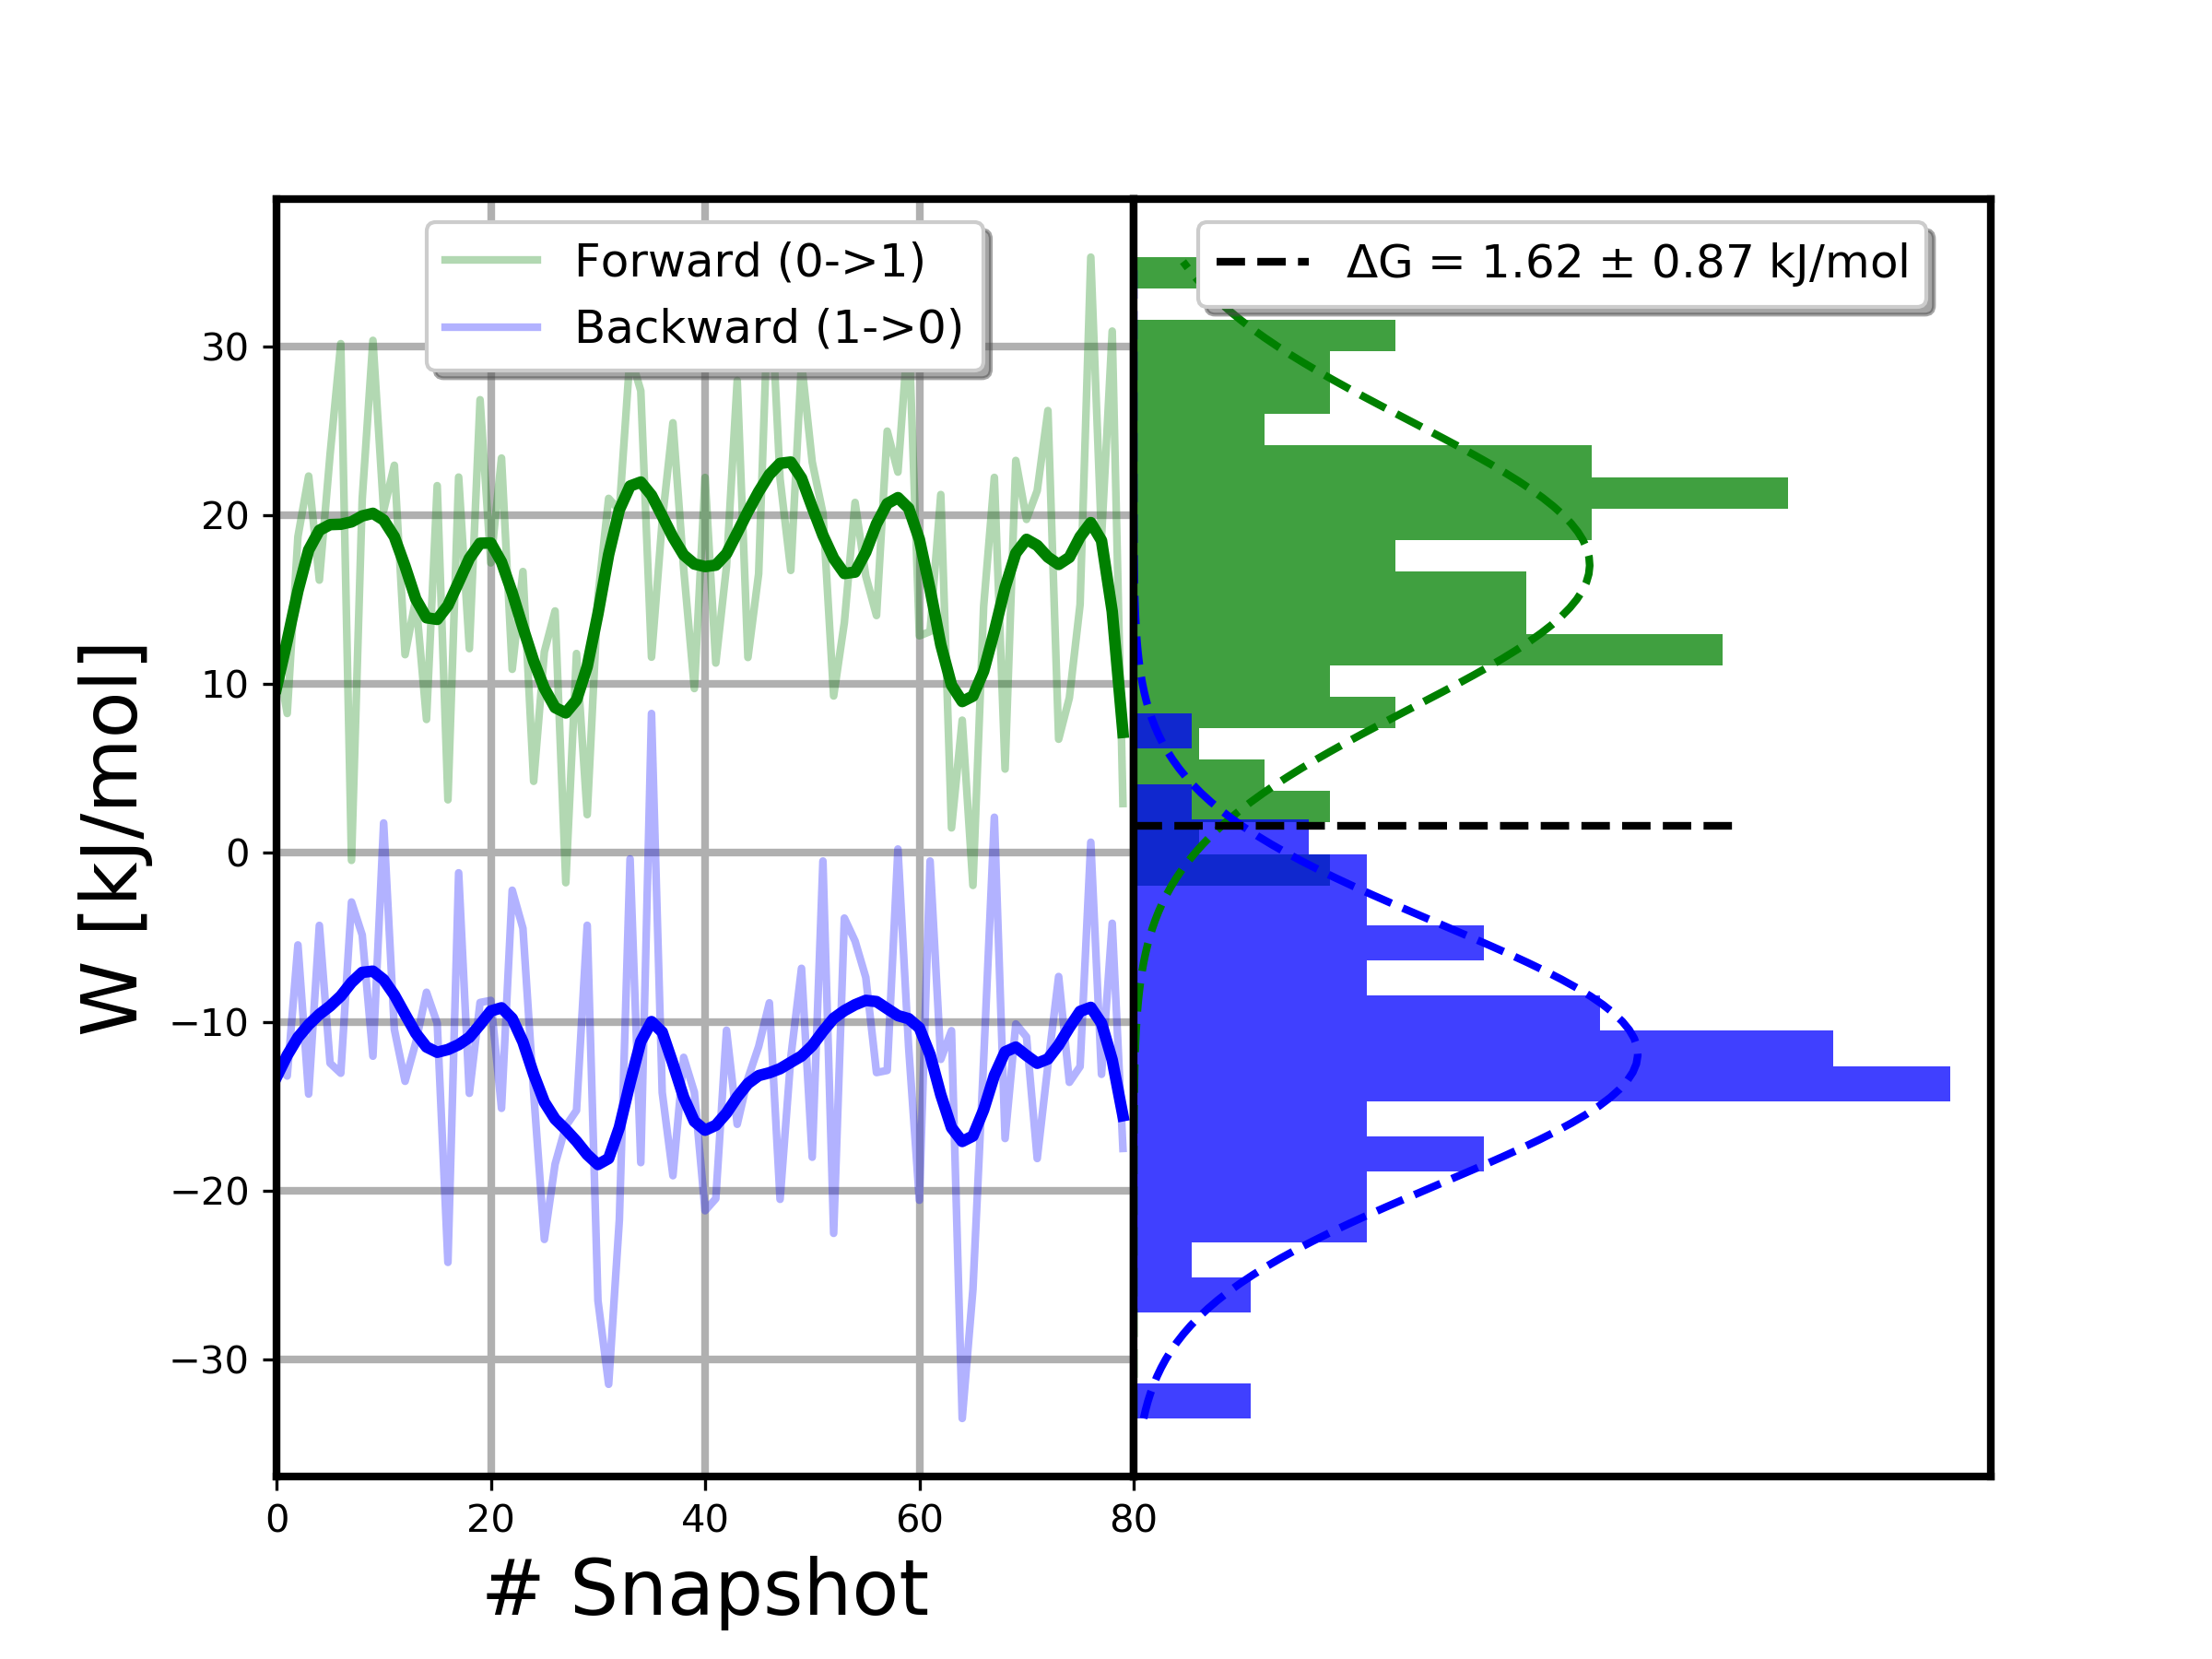 Forward (0->1)
Backward (1->0)
ΔG = 1.62 ± 0.87 kJ/mol
W [kJ/mol]
30
20
10
0
−10
−20
−30
0 20 40 60 80
# Snapshot